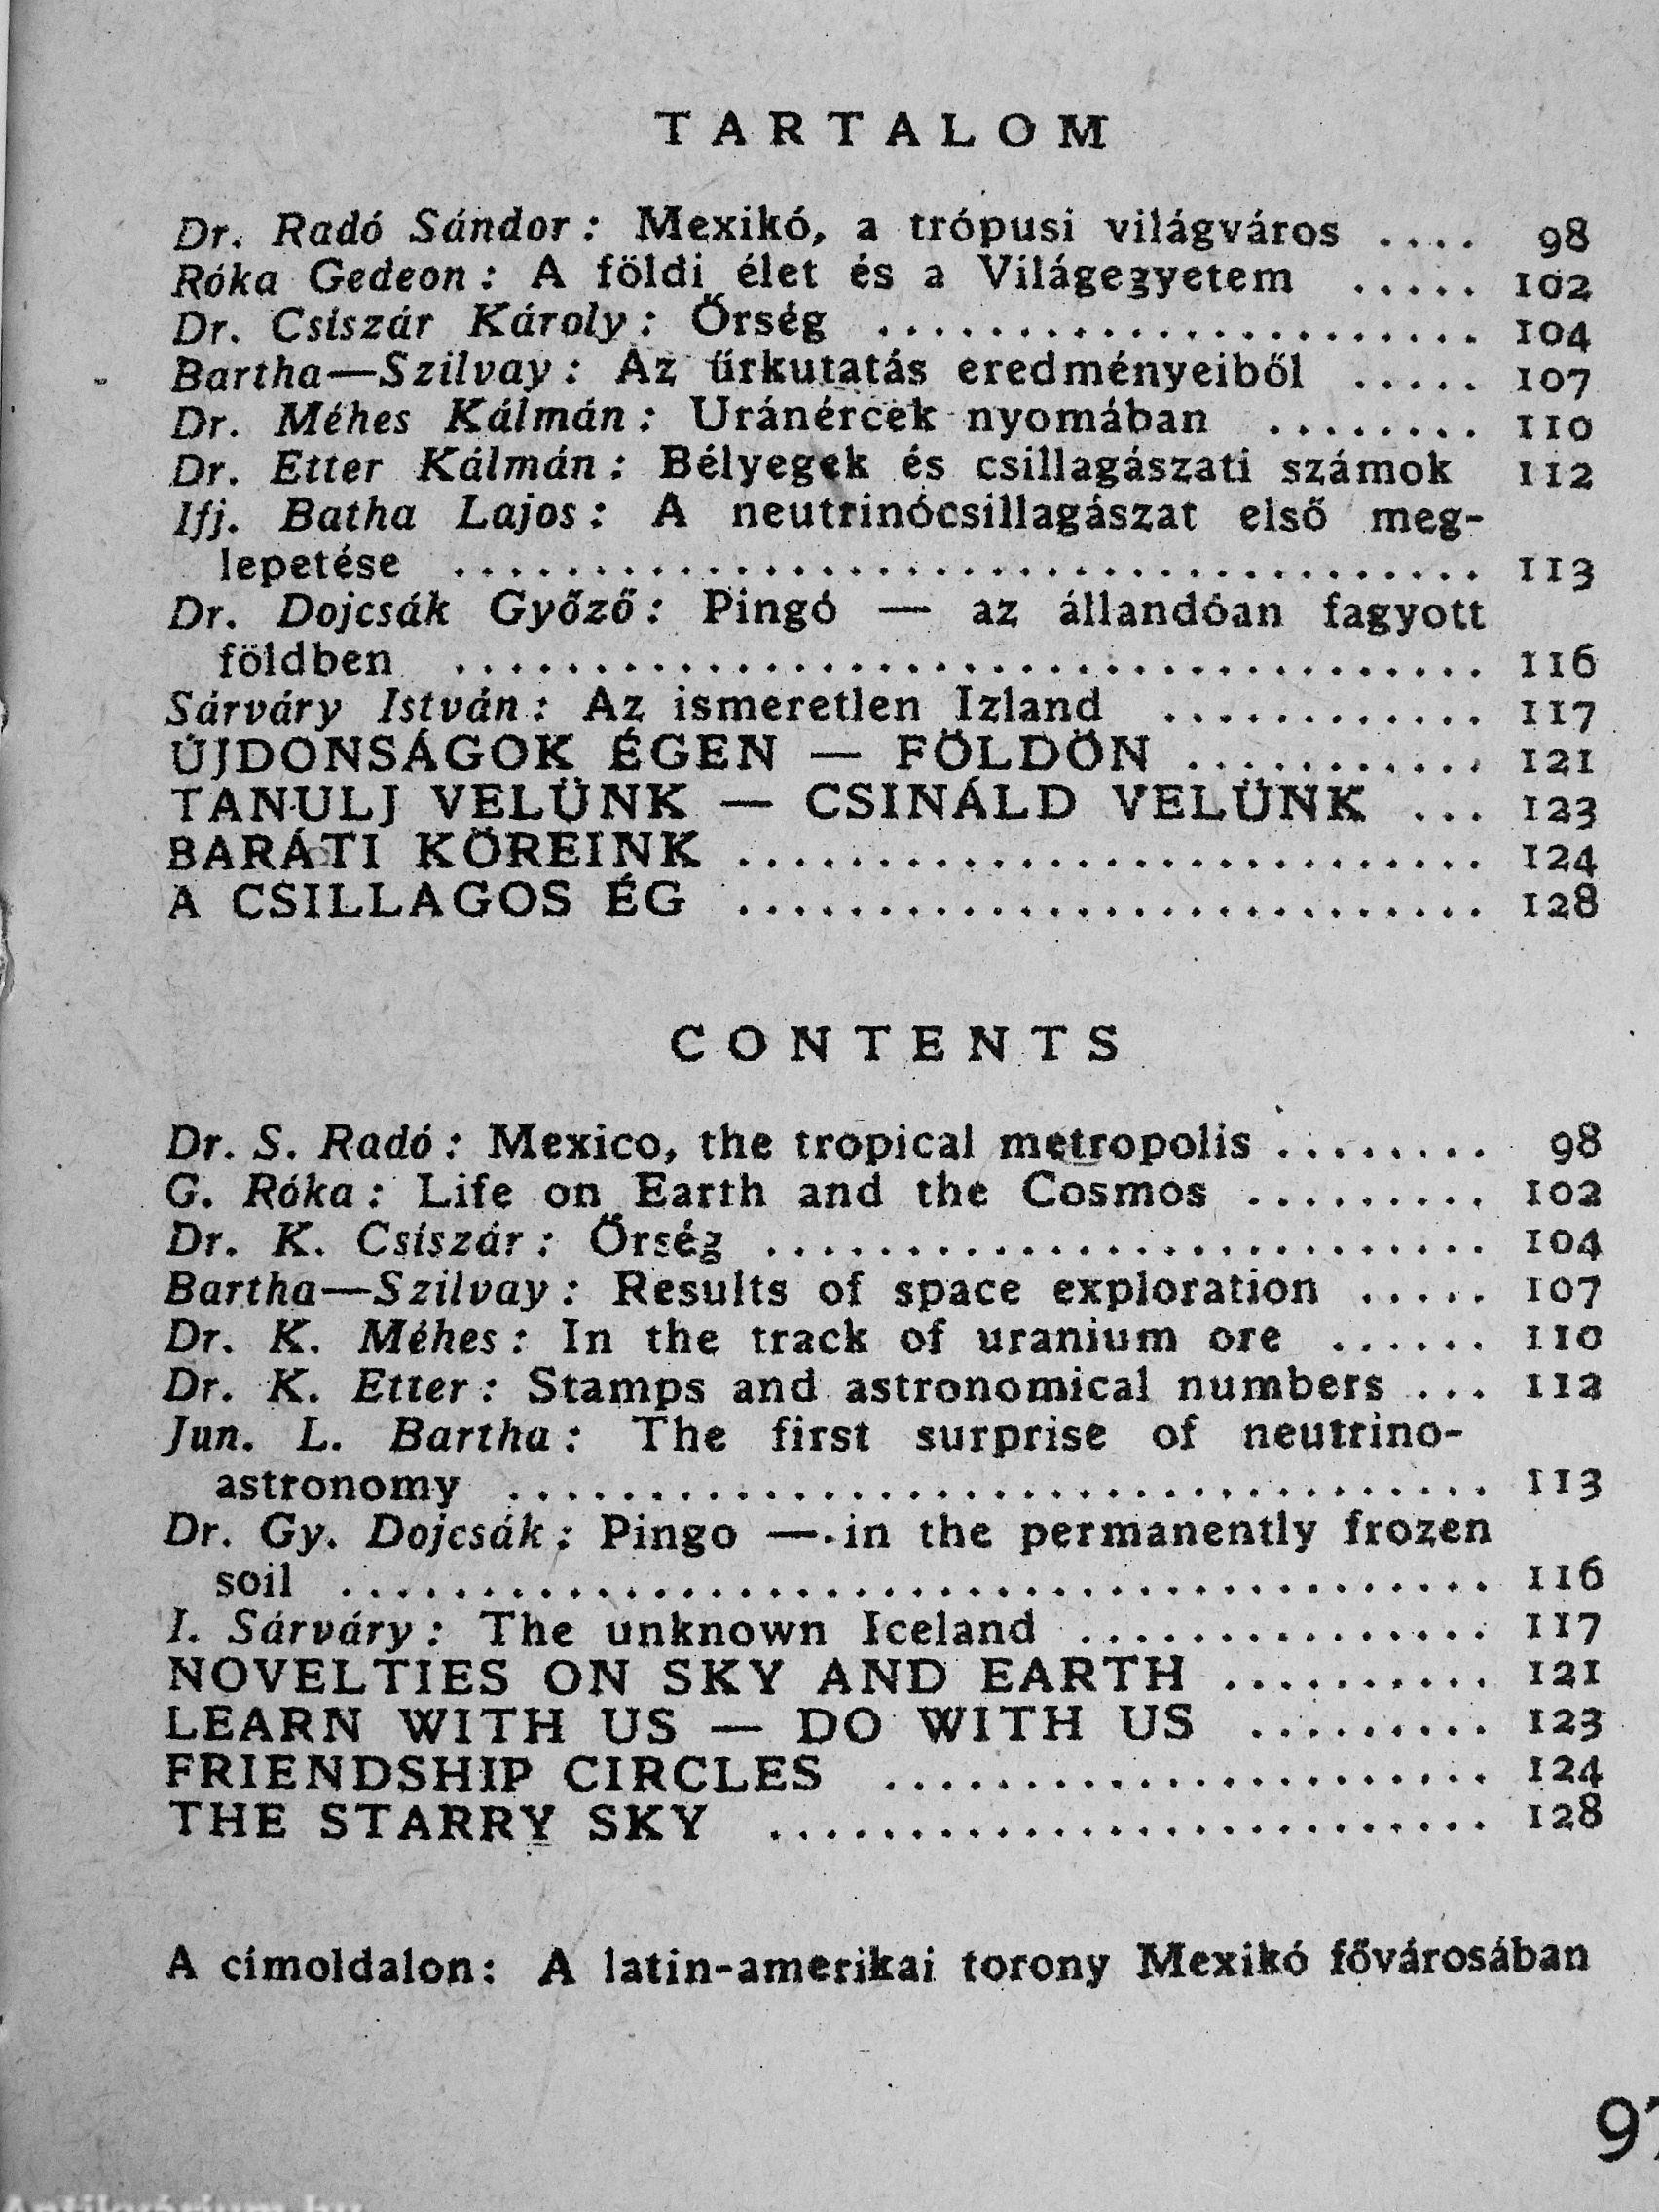 TARTALOM
Dr. Radó Sándor: Mexikó, a trópusi világváros .... 98
Róka Gedeon: A földi élet és a Világegyetem ..... 102
Dr. Csiszár Károly: Őrség ...................... 104
Bartha—Szilvay: Az űrkutatás eredményeiből ..... 107
Dr. Méhes Kálmán: Uránércek nyomában ........ 110
Dr. Etter Kálmán: Bélyegek és csillagászati számok 112
Ifj. Batha Lajos: A neutrinócsillagászat első meg-
lepetése ..................................... 113
Dr. Dojcsák Győző: Pingó — az állandóan fagyott
földben ..................................... 116
Sárváry István: Az ismeretlen Izland ............ 117
ÚJDONSÁGOK ÉGEN — FÖLDÖN ........... 121
TANULJ VELÜNK — CSINÁLD VELÜNK ... 123
BARÁTI KÖREINK ........................... 124
A CSILLAGOS ÉG ........................... 128
CONTENTS
Dr. S. Radó: Mexico, the tropical metropolis ........ 98
G. Róka: Life on Earth and the Cosmos ......... 102
Dr. K. Csiszár: Őrség .......................... 104
Bartha—Szilvay: Results of space exploration ..... 107
Dr. K. Méhes: In the track of uranium ore ...... 110
Dr. K. Etter: Stamps and astronomical numbers ... 112
Jun. L. Bartha: The first surprise of neutrino-
astronomy ................................... 113
Dr. Gy. Dojcsák: Pingo — in the permanently frozen
soil ......................................... 116
I. Sárváry: The unknown Iceland ............... 117
NOVELTIES ON SKY AND EARTH .......... 121
LEARN WITH US — DO WITH US ......... 123
FRIENDSHIP CIRCLES ...................... 124
THE STARRY SKY .......................... 128
A címoldalon: A latin-amerikai torony Mexikó fővárosában
97